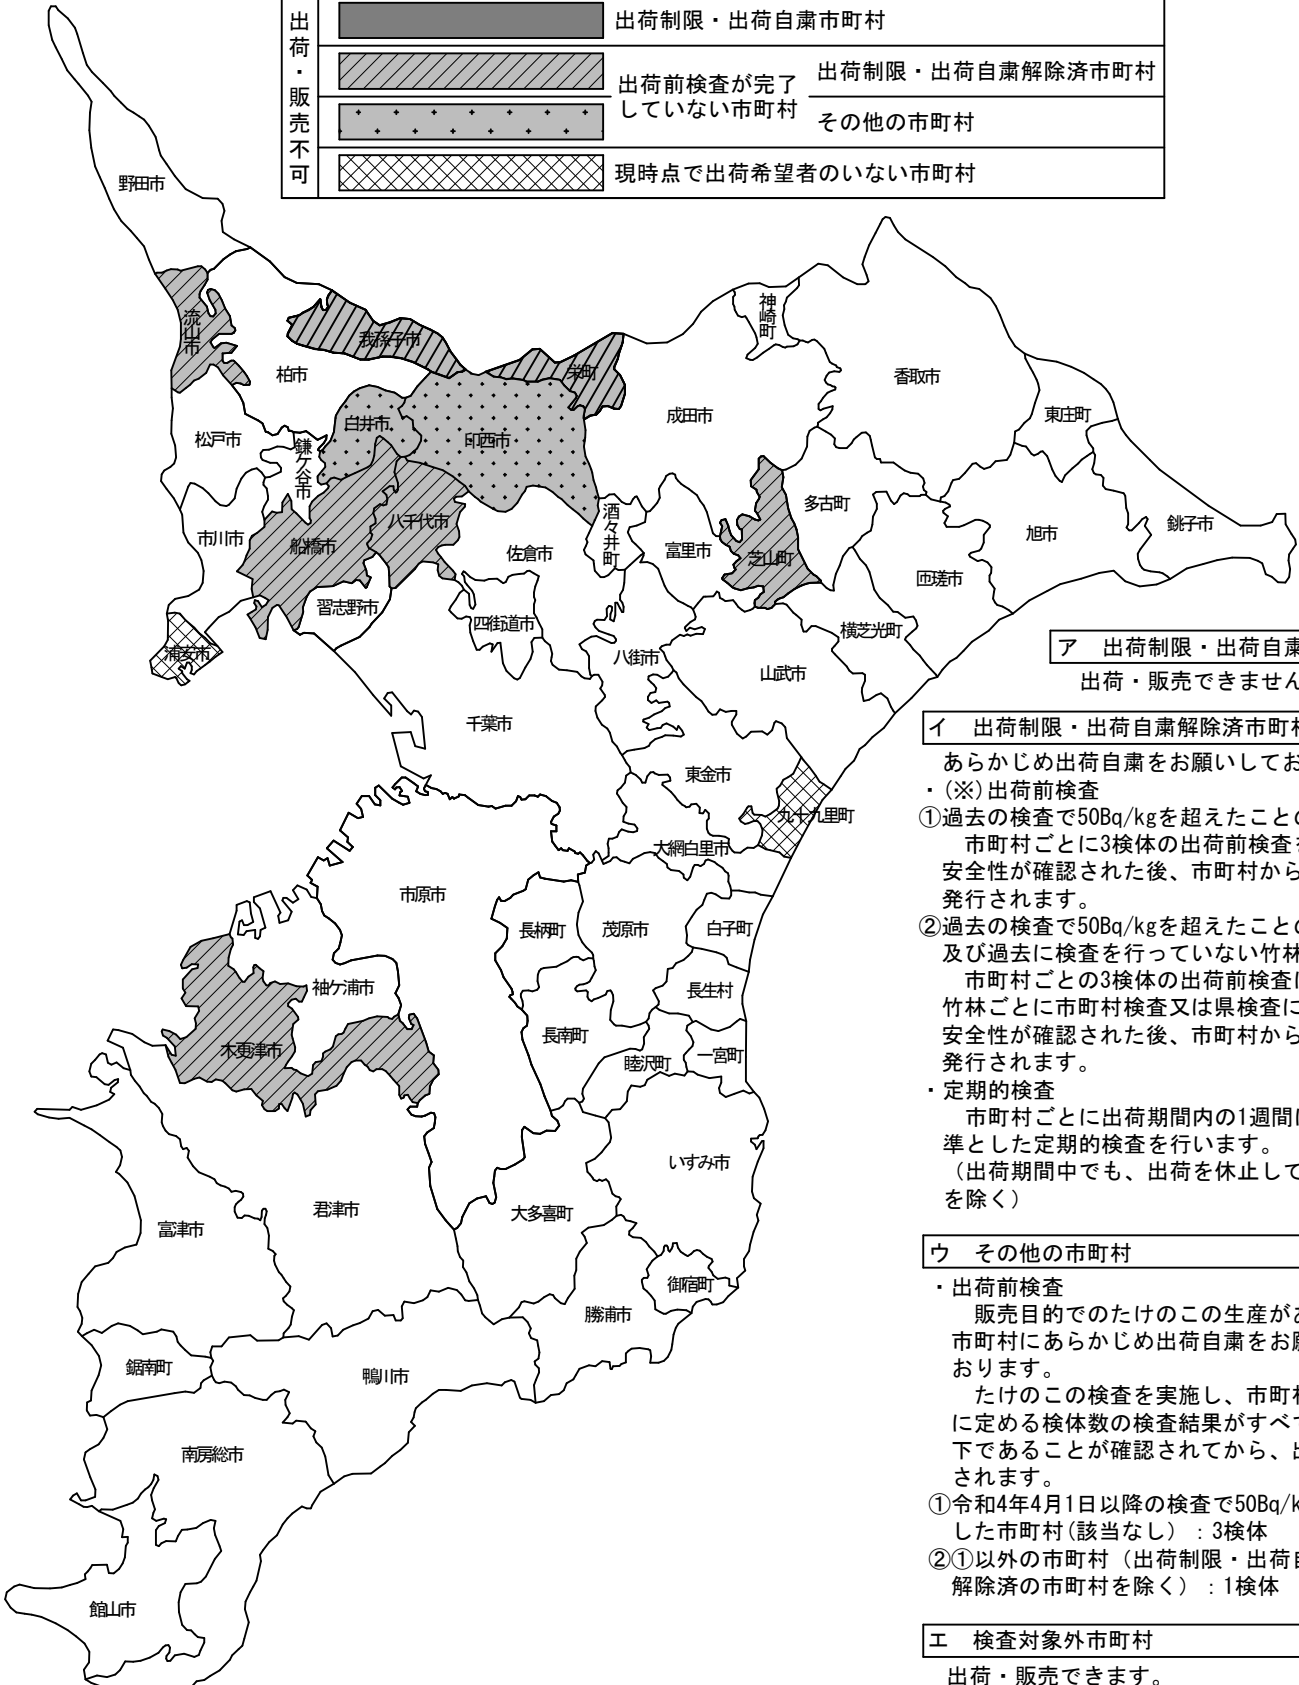 出荷・販売不可
出荷制限・出荷自粛市町村
出荷前検査が完了
していない市町村
出荷制限・出荷自粛解除済市町村
その他の市町村
現時点で出荷希望者のいない市町村
野田市
流山市
我孫子市
柏市
栄町
神崎町
香取市
東庄町
成田市
松戸市
鎌ケ谷市
白井市
印西市
市川市
船橋市
八千代市
佐倉市
酒々井町
富里市
芝山町
多古町
匝瑳市
旭市
銚子市
習志野市
四街道市
浦安市
八街市
山武市
横芝光町
千葉市
東金市
九十九里町
大網白里市
市原市
長柄町
茂原市
白子町
長生村
袖ケ浦市
木更津市
長南町
睦沢町
一宮町
いすみ市
大多喜町
君津市
富津市
御宿町
勝浦市
鋸南町
鴨川市
南房総市
館山市
ア　出荷制限・出荷自粛
出荷・販売できません
イ　出荷制限・出荷自粛解除済市町村
あらかじめ出荷自粛をお願いしてお
・(※)出荷前検査
①過去の検査で50Bq/kgを超えたことの
市町村ごとに3検体の出荷前検査を
安全性が確認された後、市町村から
発行されます。
②過去の検査で50Bq/kgを超えたことの
及び過去に検査を行っていない竹林
市町村ごとの3検体の出荷前検査に
竹林ごとに市町村検査又は県検査に
安全性が確認された後、市町村から
発行されます。
・定期的検査
市町村ごとに出荷期間内の1週間に
準とした定期的検査を行います。
（出荷期間中でも、出荷を休止して
を除く）
ウ　その他の市町村
・出荷前検査
販売目的でのたけのこの生産があ
市町村にあらかじめ出荷自粛をお願
おります。
たけのこの検査を実施し、市町村
に定める検体数の検査結果がすべて
下であることが確認されてから、出
されます。
①令和4年4月1日以降の検査で50Bq/k
した市町村(該当なし）：3検体
②①以外の市町村（出荷制限・出荷自
解除済の市町村を除く）：1検体
エ　検査対象外市町村
出荷・販売できます。